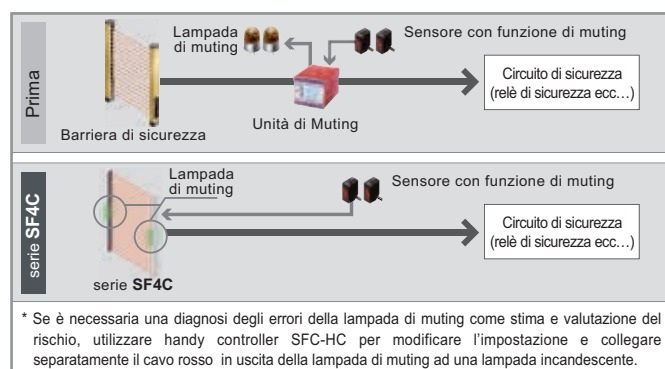 Prima
Lampada
di muting
Sensore con funzione di muting
Barriera di sicurezza
Unità di Muting
Circuito di sicurezza
(relè di sicurezza ecc…)
serie SF4C
Lampada
di muting
Sensore con funzione di muting
serie SF4C
Circuito di sicurezza
(relè di sicurezza ecc…)
* Se è necessaria una diagnosi degli errori della lampada di muting come stima e valutazione del
rischio, utilizzare handy controller SFC-HC per modificare l'impostazione e collegare
separatamente il cavo rosso in uscita della lampada di muting ad una lampada incandescente.